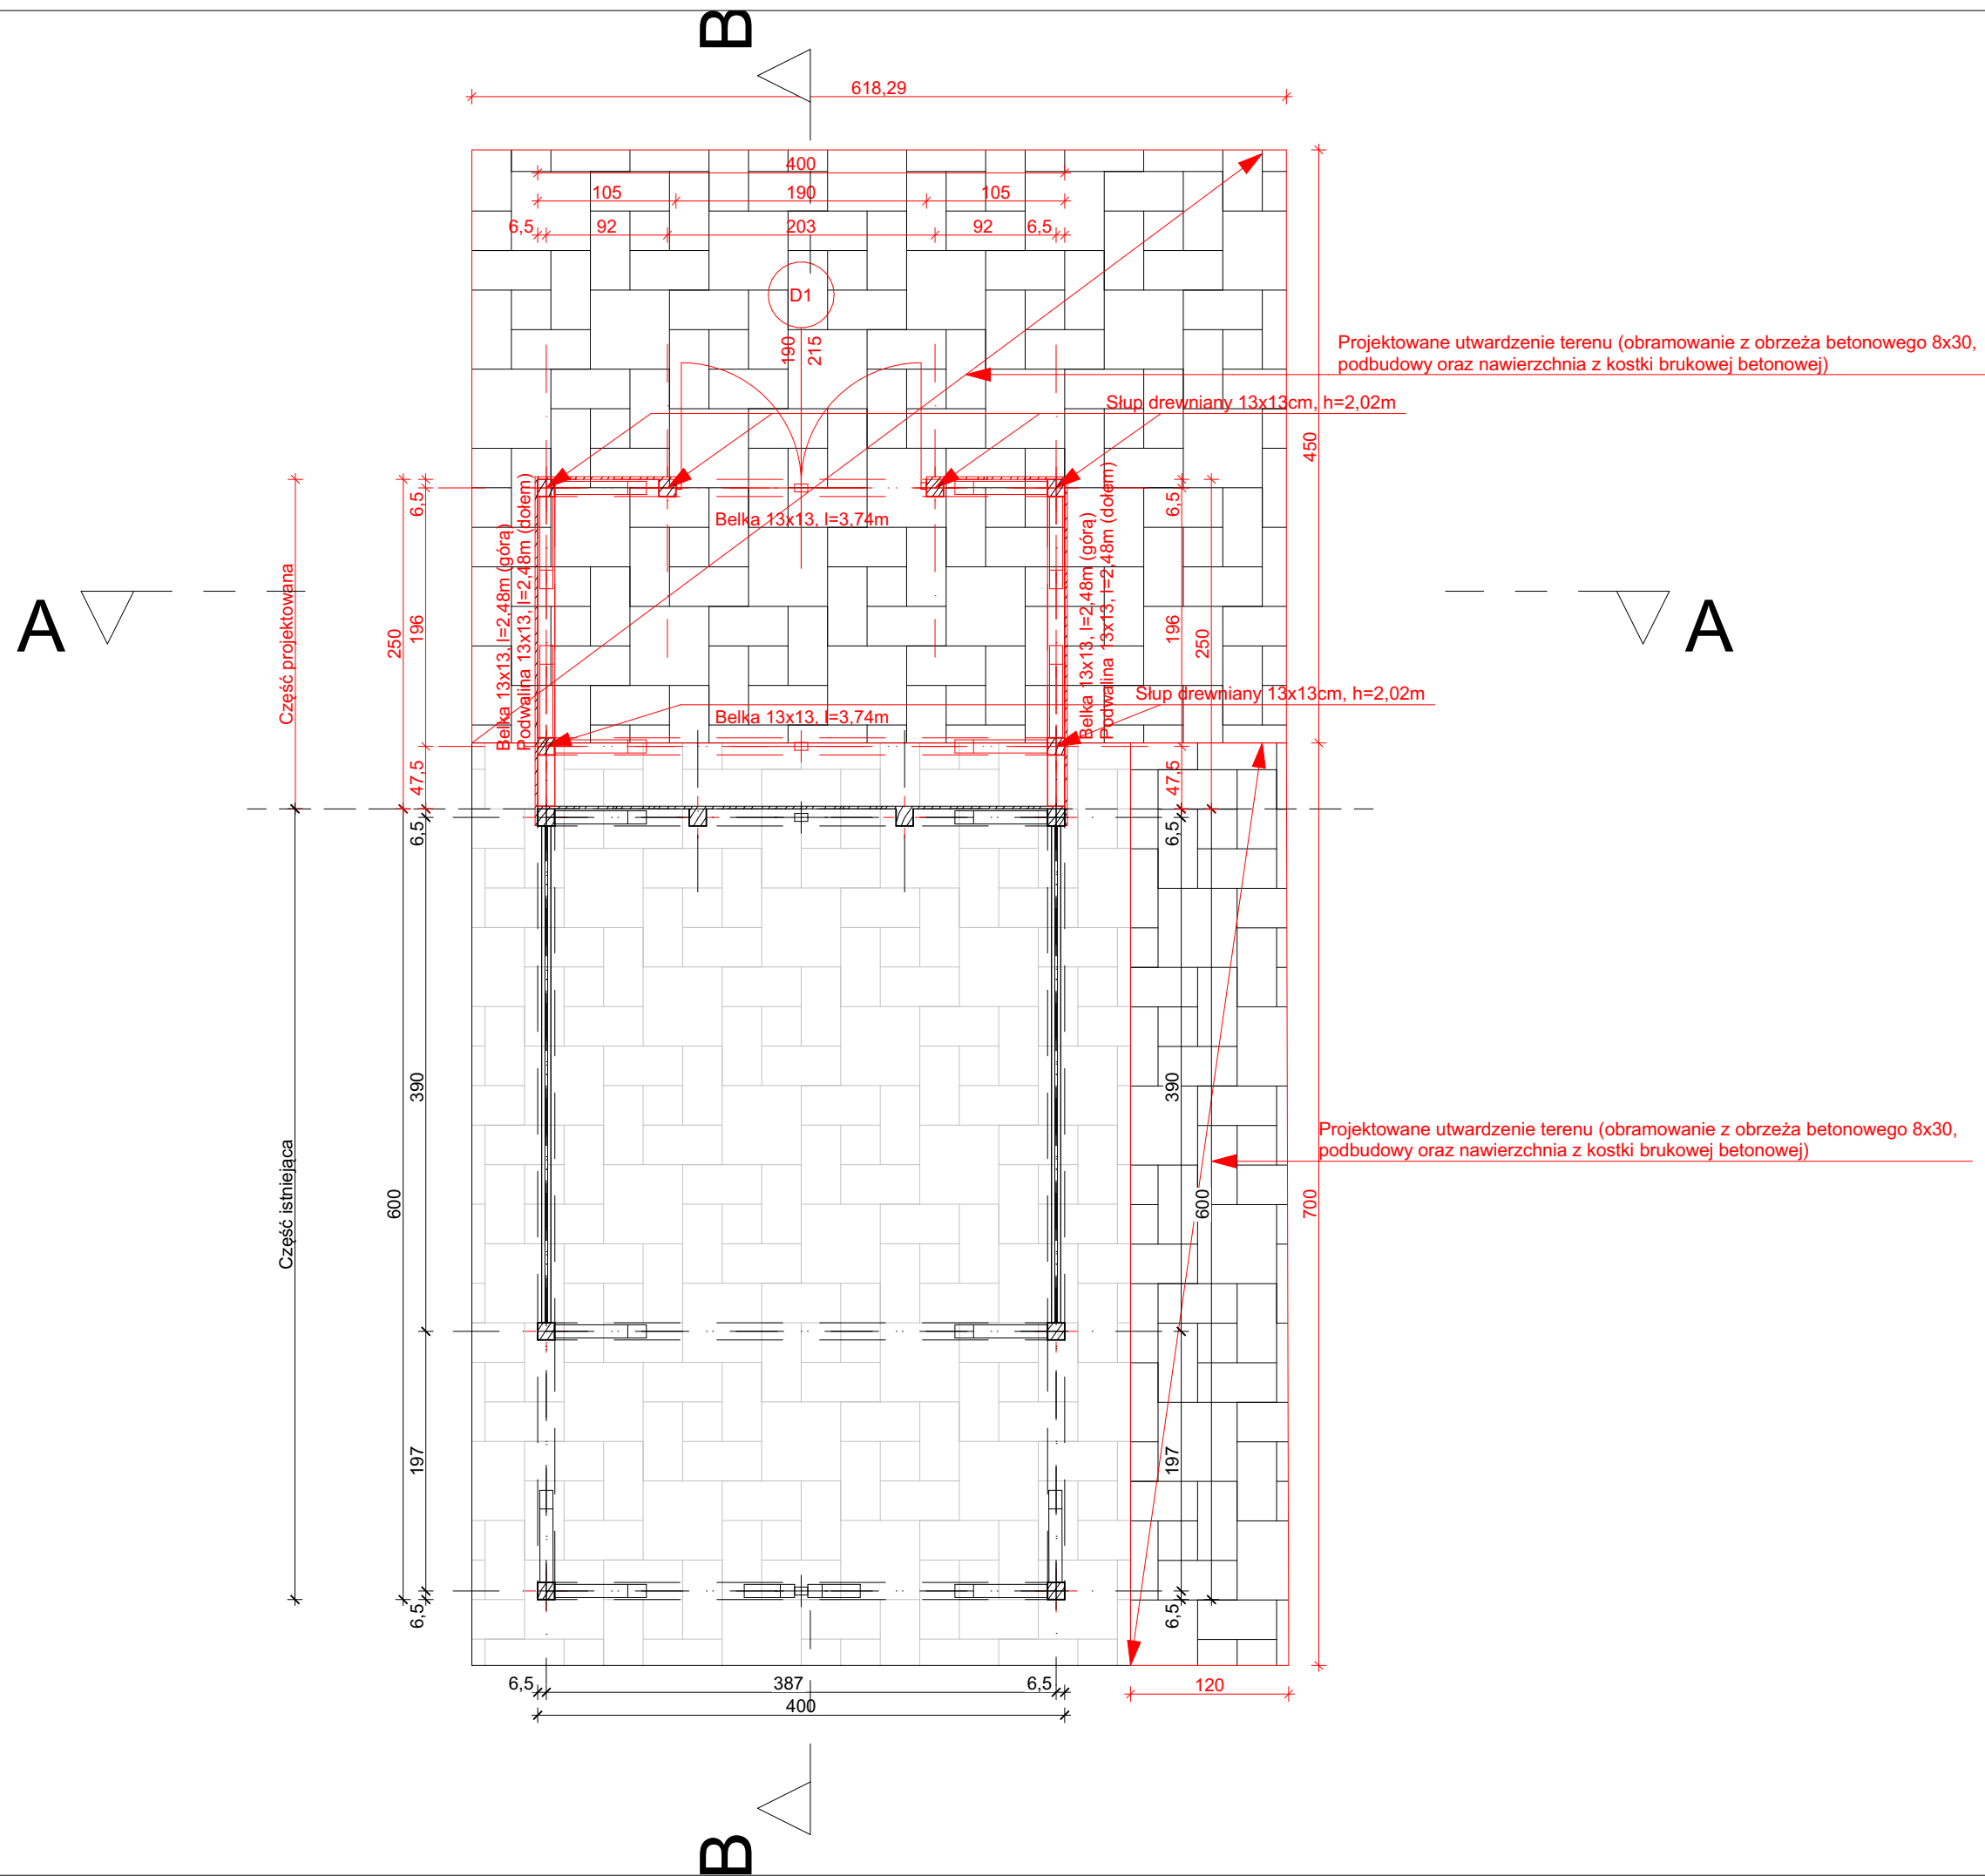 B
618,29
400
105
190
105
6,5
92
203
92
6,5
D1
190
215
Projektowane utwardzenie terenu (obramowanie z obrzeża betonowego 8x30,
podbudowy oraz nawierzchnia z kostki brukowej betonowej)
Słup drewniany 13x13cm, h=2,02m
450
6,5
6,5
Belka 13x13, l=3,74m
Belka 13x13, l=2,48m (górą)
Podwalina 13x13, l=2,48m (dołem)
Belka 13x13, l=2,48m (górą)
Podwalina 13x13, l=2,48m (dołem)
Część projektowana
250
196
196
250
A
A
Słup drewniany 13x13cm, h=2,02m
Belka 13x13, l=3,74m
47,5
47,5
6,5
6,5
390
390
Projektowane utwardzenie terenu (obramowanie z obrzeża betonowego 8x30,
podbudowy oraz nawierzchnia z kostki brukowej betonowej)
Część istniejąca
600
600
700
197
197
6,5
6,5
6,5
387
6,5
120
400
B